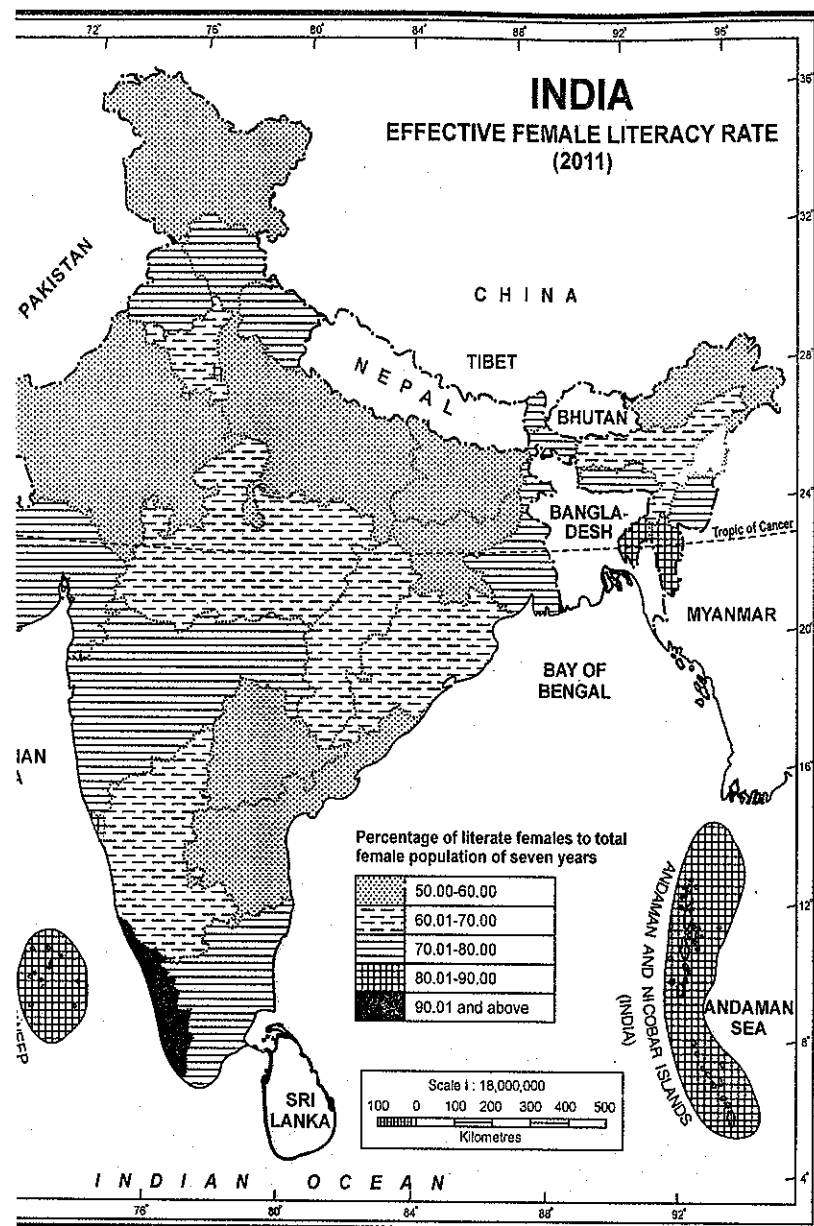 72° 76° 80° 84° 88° 92° 96°
INDIA
EFFECTIVE FEMALE LITERACY RATE
(2011)
36°
32°
28°
24°
20°
16°
12°
8°
4°
PAKISTAN
CHINA
TIBET
NEPAL
BHUTAN
BANGLA-
DESH
Tropic of Cancer
MYANMAR
BAY OF
BENGAL
Percentage of literate females to total
female population of seven years
50.00-60.00
60.01-70.00
70.01-80.00
80.01-90.00
90.01 and above
ANDAMAN AND NICOBAR ISLANDS
(INDIA)
ANDAMAN
SEA
SRI
LANKA
Scale 1 : 18,000,000
100 0 100 200 300 400 500
Kilometres
INDIAN OCEAN
76° 80° 84° 88° 92°